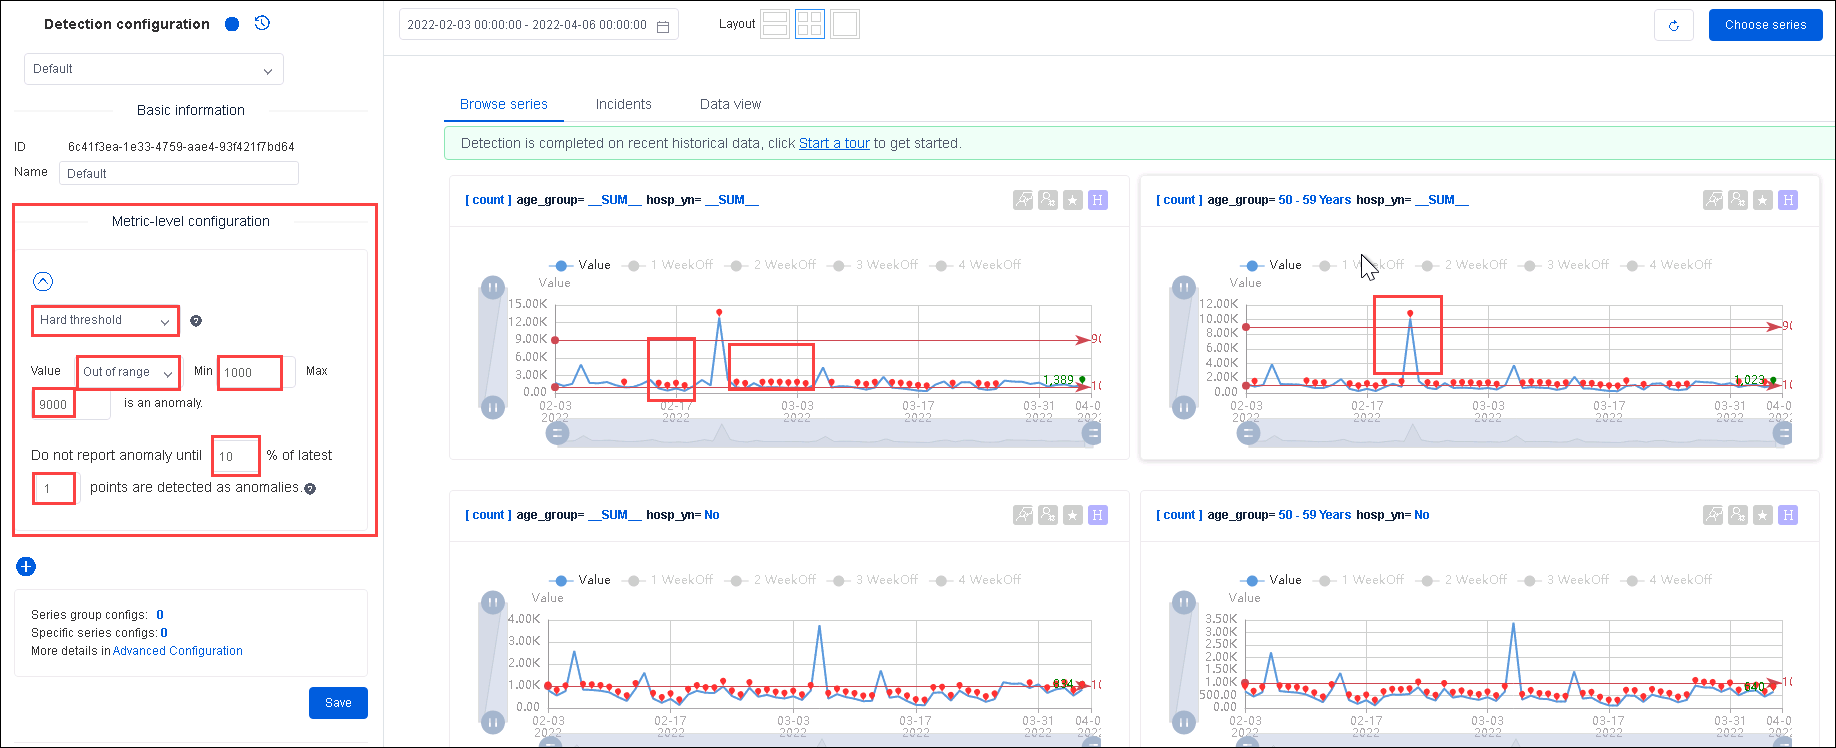 Detection configuration
Default
Basic information
ID 6c41f3ea-1e33-4759-aae4-93f421f7bd64
Name Default
Metric-level configuration
Hard threshold
Value Out of range Min 1000 Max
9000 is an anomaly.
Do not report anomaly until 10 % of latest
1 points are detected as anomalies.
Series group configs: 0
Specific series configs: 0
More details in Advanced Configuration
Save
2022-02-03 00:00:00 - 2022-04-06 00:00:00
Layout
Choose series
Browse series Incidents Data view
Detection is completed on recent historical data, click Start a tour to get started.
[ count ] age_group= __SUM__ hosp_yn= __SUM__
H
Value 1 WeekOff 2 WeekOff 3 WeekOff 4 WeekOff
Value
15.00K
12.00K
9.00K
6.00K
3.00K
0.00
1,389
02-03 02-17 03-03 03-17 03-31 04-0
2022 2022 2022 2022 2022
[ count ] age_group= 50 - 59 Years hosp_yn= __SUM__
H
Value 1 WeekOff 2 WeekOff 3 WeekOff 4 WeekOff
Value
12.00K
10.00K
8.00K
6.00K
4.00K
2.00K
0.00
1,023
02-03 02-17 03-03 03-17 03-31 04-0
2022 2022 2022 2022 2022
[ count ] age_group= __SUM__ hosp_yn= No
H
Value 1 WeekOff 2 WeekOff 3 WeekOff 4 WeekOff
Value
4.00K
3.00K
2.00K
1.00K
0.00
02-03 02-17 03-03 03-17 03-31 04-0
2022 2022 2022 2022 2022
[ count ] age_group= 50 - 59 Years hosp_yn= No
H
Value 1 WeekOff 2 WeekOff 3 WeekOff 4 WeekOff
Value
3.50K
3.00K
2.50K
2.00K
1.50K
1.00K
500.00
0.00
640
02-03 02-17 03-03 03-17 03-31 04-0
2022 2022 2022 2022 2022